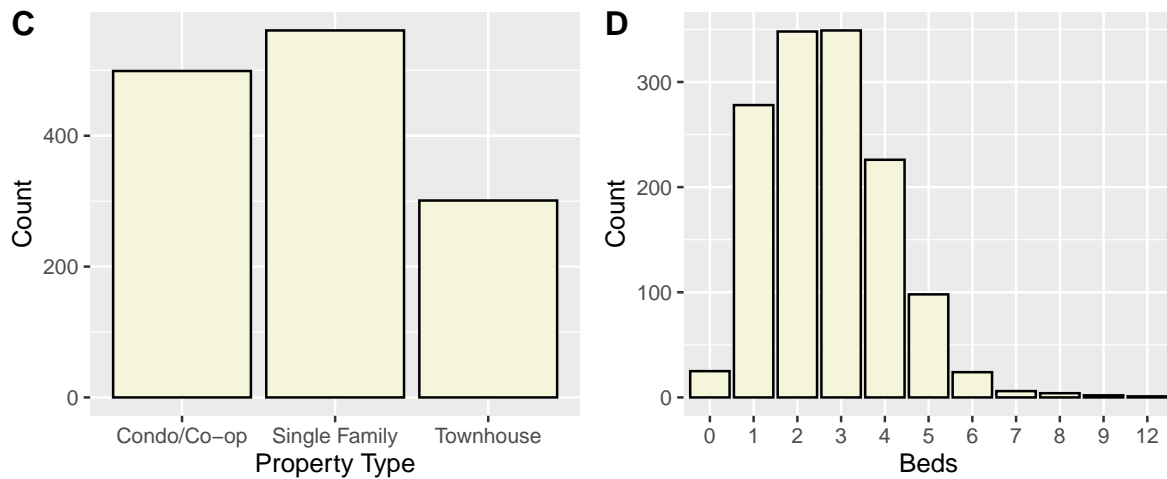 C
Count
400
200
0
Condo/Co−op Single Family Townhouse
Property Type
D
Count
300
200
100
0
0 1 2 3 4 5 6 7 8 9 12
Beds